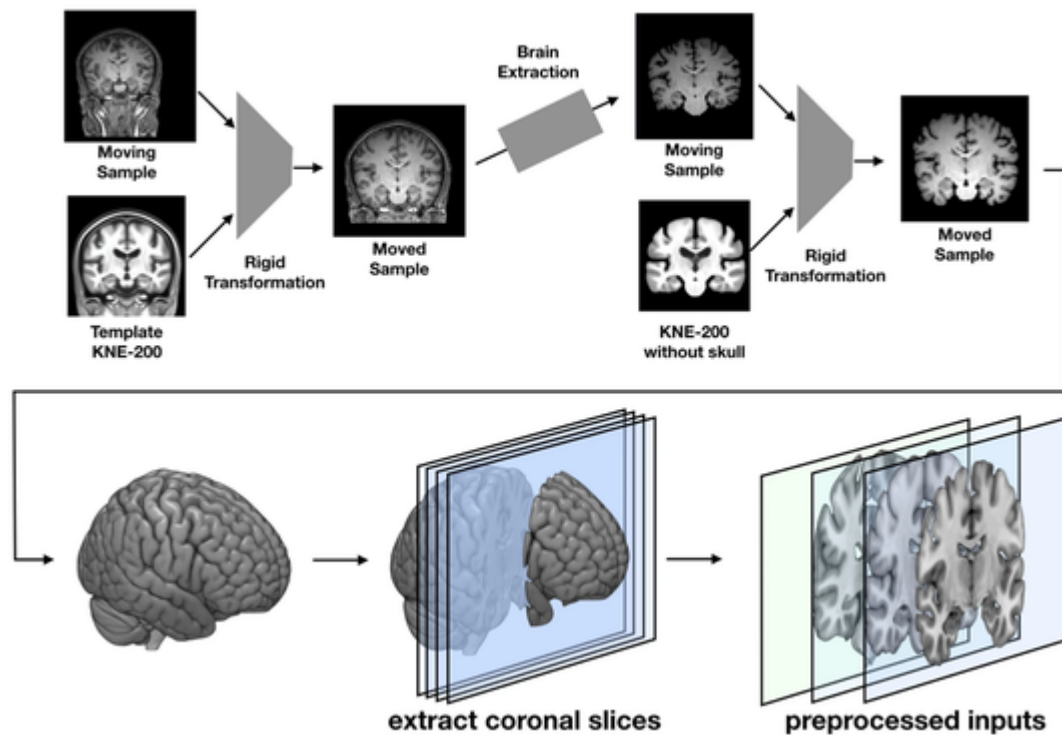 Moving
Sample
Template
KNE-200
Rigid
Transformation
Moved
Sample
Brain
Extraction
Moving
Sample
KNE-200
without skull
Rigid
Transformation
Moved
Sample
extract coronal slices
preprocessed inputs